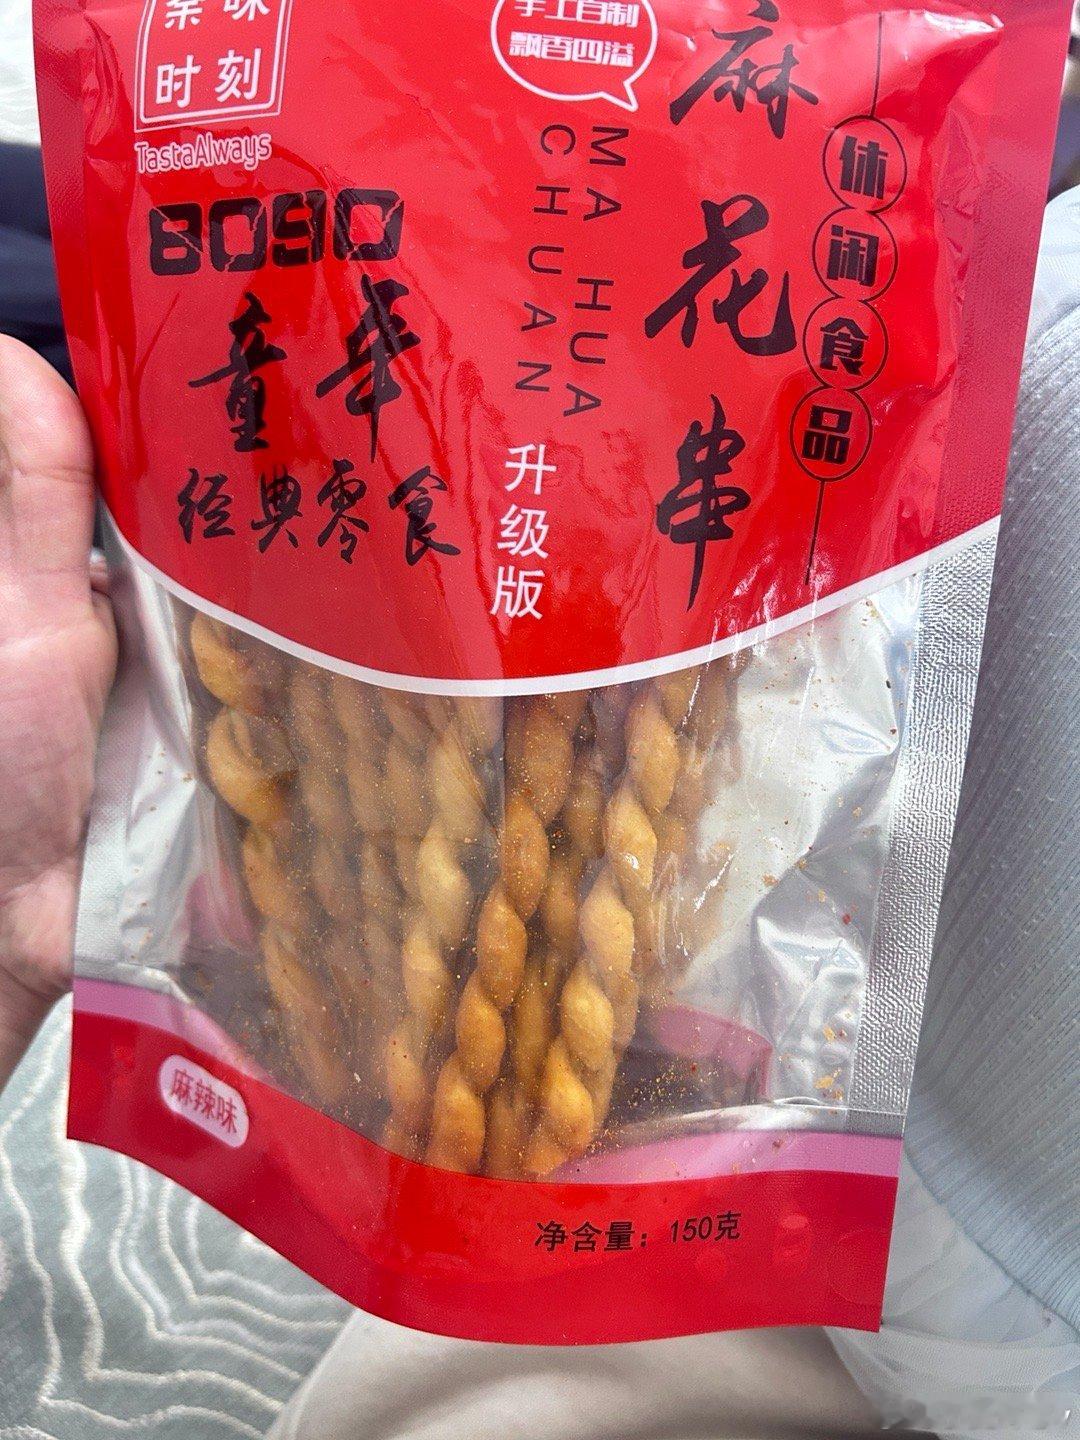 味
时刻
TastaAlways
8090
童年
经典零食
手工自制
飘香四溢
MA HUA
CHUAN
升级版
麻花串
休闲食品
麻辣味
净含量：150克